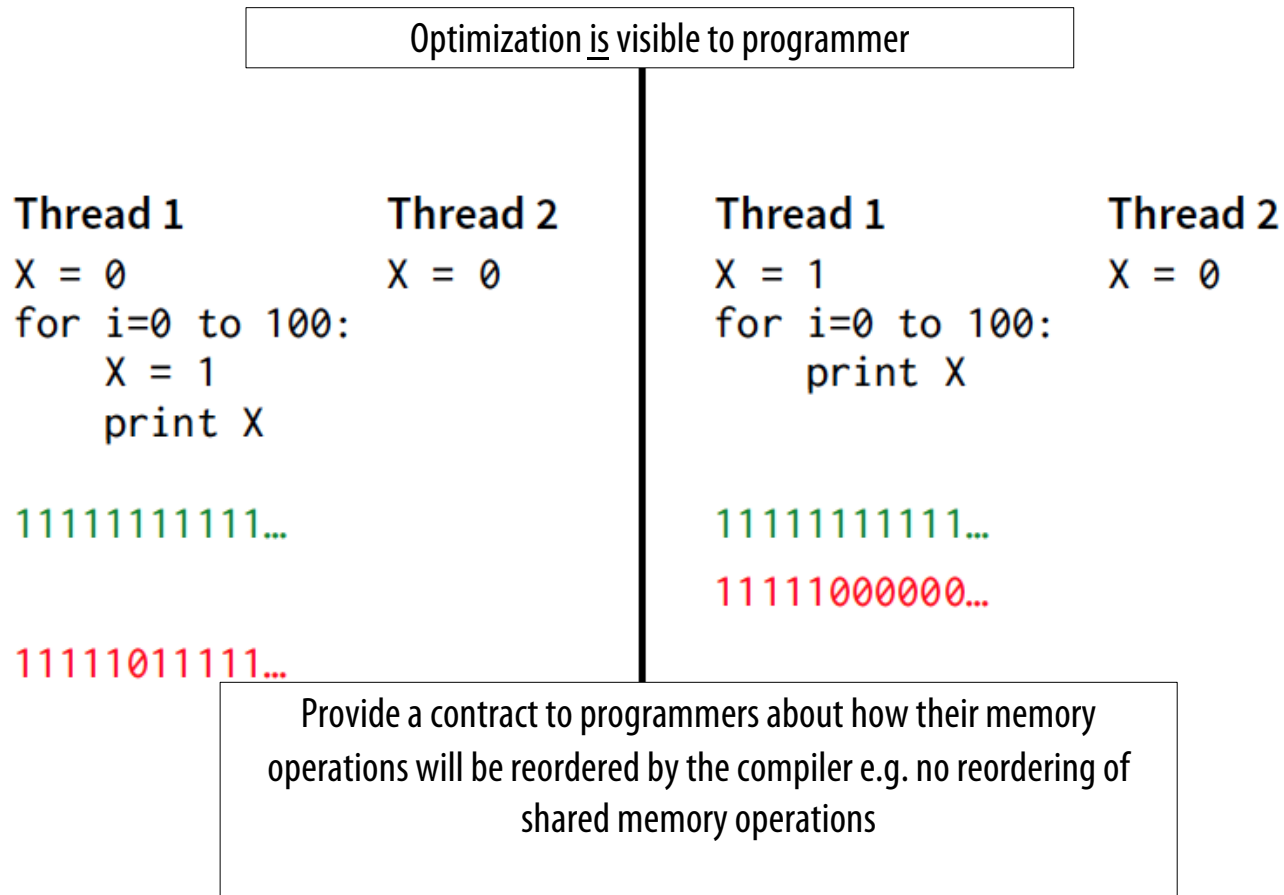 Optimization is visible to programmer
Thread 1
X = 0
for i=0 to 100:
    X = 1
    print X
11111111111…
11111011111…
Thread 2
X = 0
Thread 1
X = 1
for i=0 to 100:
    print X
11111111111…
11111000000…
Thread 2
X = 0
Provide a contract to programmers about how their memory
operations will be reordered by the compiler e.g. no reordering of
shared memory operations